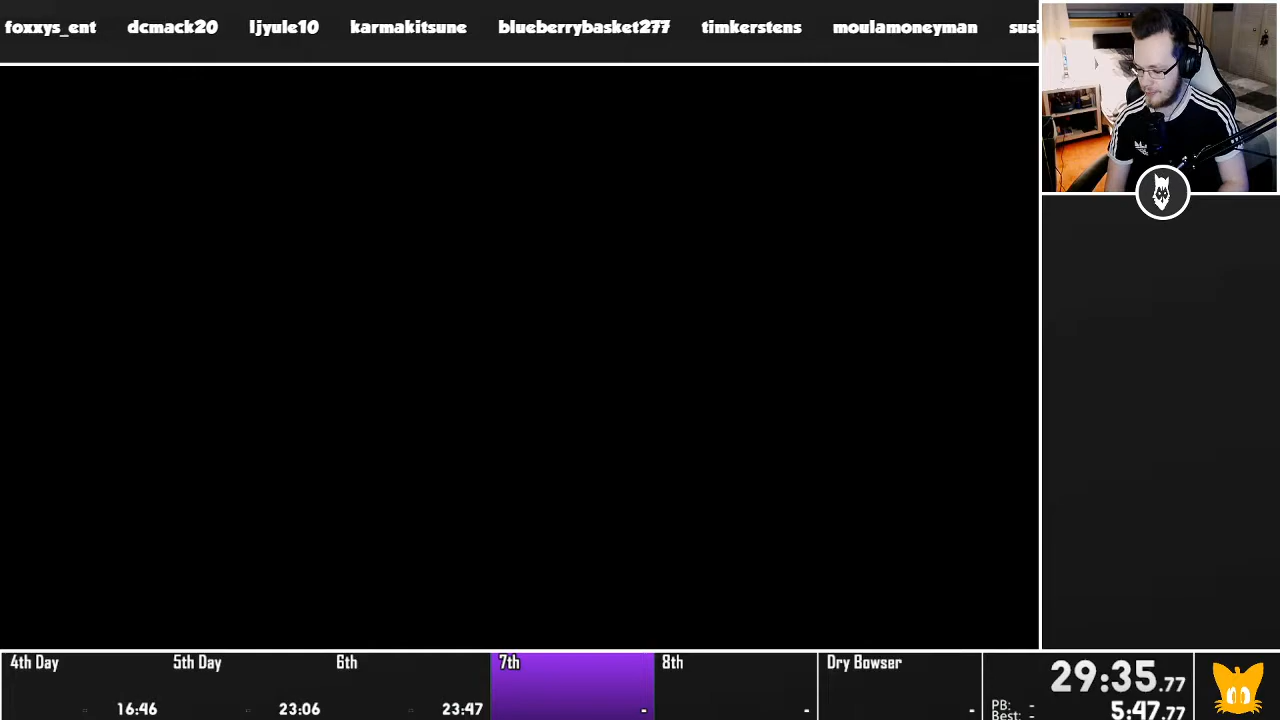 foxxys_ent dcmack20 ljyule10 karmakitsune blueberrybasket277 timkerstens moulamoneyman susi
4th Day 5th Day 6th 7th 8th Dry Bowser
29:35.77
- 16:46 - 23:06 - 23:47 - - -
PB: -
Best: -
5:47.77